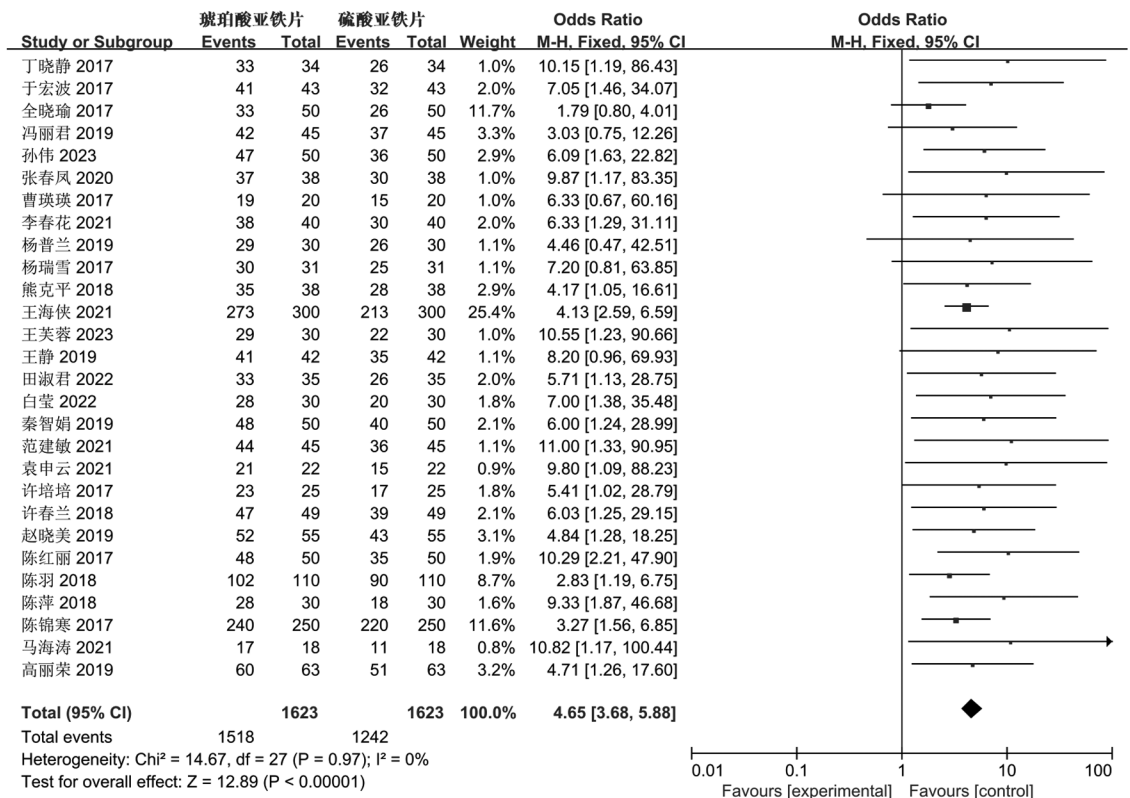 琥珀酸亚铁片 硫酸亚铁片 Odds Ratio Odds Ratio
Study or Subgroup Events Total Events Total Weight M-H, Fixed, 95% CI M-H, Fixed, 95% CI
丁晓静 2017 33 34 26 34 1.0% 10.15 [1.19, 86.43]
于宏波 2017 41 43 32 43 2.0% 7.05 [1.46, 34.07]
全晓瑜 2017 33 50 26 50 11.7% 1.79 [0.80, 4.01]
冯丽君 2019 42 45 37 45 3.3% 3.03 [0.75, 12.26]
孙伟 2023 47 50 36 50 2.9% 6.09 [1.63, 22.82]
张春凤 2020 37 38 30 38 1.0% 9.87 [1.17, 83.35]
曹瑛瑛 2017 19 20 15 20 1.0% 6.33 [0.67, 60.16]
李春花 2021 38 40 30 40 2.0% 6.33 [1.29, 31.11]
杨普兰 2019 29 30 26 30 1.1% 4.46 [0.47, 42.51]
杨瑞雪 2017 30 31 25 31 1.1% 7.20 [0.81, 63.85]
熊克平 2018 35 38 28 38 2.9% 4.17 [1.05, 16.61]
王海侠 2021 273 300 213 300 25.4% 4.13 [2.59, 6.59]
王芙蓉 2023 29 30 22 30 1.0% 10.55 [1.23, 90.66]
王静 2019 41 42 35 42 1.1% 8.20 [0.96, 69.93]
田淑君 2022 33 35 26 35 2.0% 5.71 [1.13, 28.75]
白莹 2022 28 30 20 30 1.8% 7.00 [1.38, 35.48]
秦智娟 2019 48 50 40 50 2.1% 6.00 [1.24, 28.99]
范建敏 2021 44 45 36 45 1.1% 11.00 [1.33, 90.95]
袁申云 2021 21 22 15 22 0.9% 9.80 [1.09, 88.23]
许培培 2017 23 25 17 25 1.8% 5.41 [1.02, 28.79]
许春兰 2018 47 49 39 49 2.1% 6.03 [1.25, 29.15]
赵晓美 2019 52 55 43 55 2.9% 4.84 [1.28, 18.25]
陈红丽 2017 48 50 35 50 1.9% 10.29 [2.21, 47.90]
陈羽 2018 102 110 90 110 8.7% 2.83 [1.19, 6.75]
陈萍 2018 28 30 18 30 1.6% 9.33 [1.87, 46.68]
陈锦寒 2017 240 250 220 250 11.6% 3.27 [1.56, 6.85]
马海涛 2021 17 18 11 18 0.8% 10.82 [1.17, 100.44]
高丽荣 2019 60 63 51 63 3.2% 4.71 [1.26, 17.60]
Total (95% CI) 1623 1623 100.0% 4.65 [3.68, 5.88]
Total events 1518 1242
Heterogeneity: Chi² = 14.67, df = 27 (P = 0.97); I² = 0%
Test for overall effect: Z = 12.89 (P < 0.00001)
0.01 0.1 1 10 100
Favours [experimental] Favours [control]